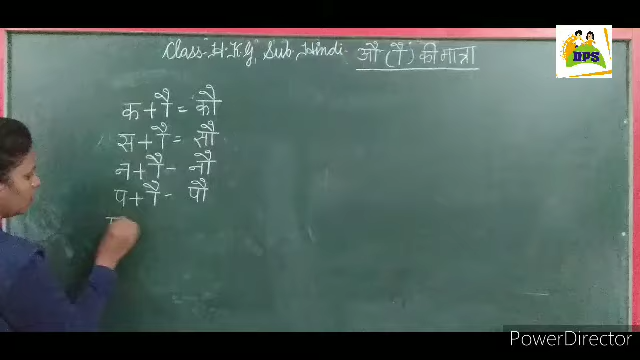 Class "H.K.G", Sub, Hindi. औ (ौ) की मात्रा
DPS
क + ौ = कौ
स + ौ = सौ
न + ौ - नौ
प + ौ - पौ
PowerDirector